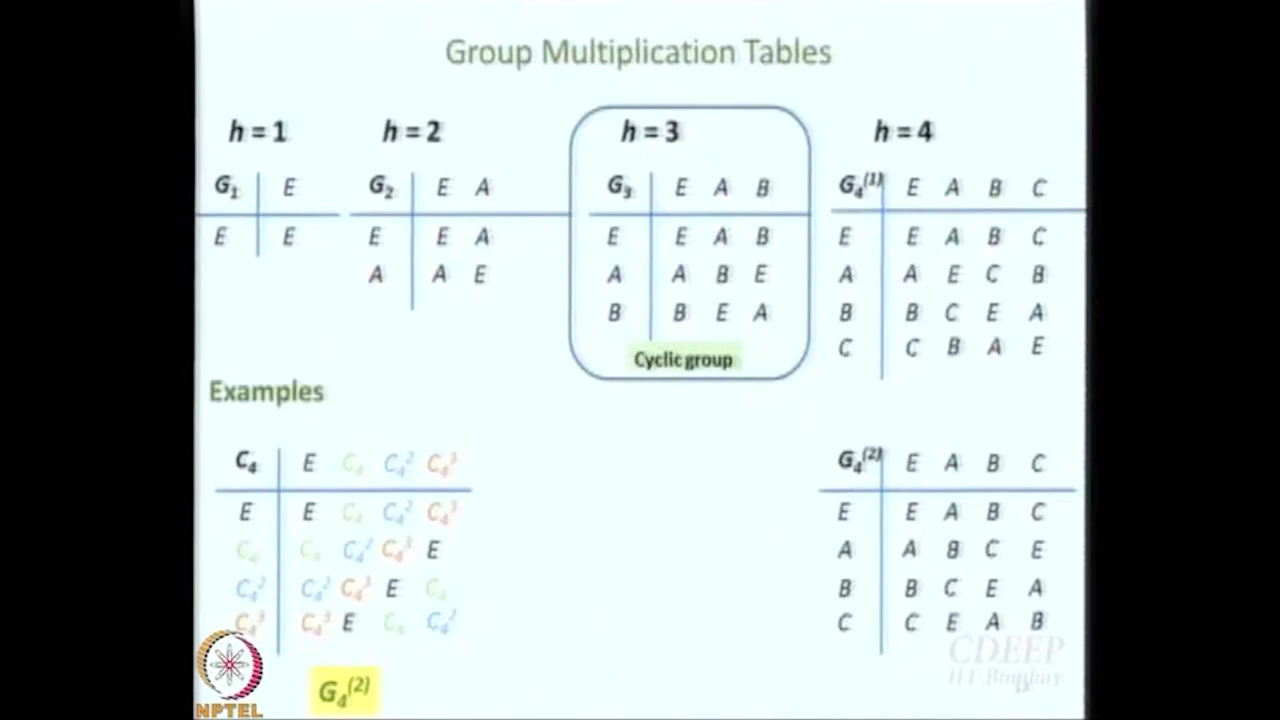 Group Multiplication Tables
h = 1
G₁ E
E E
h = 2
G₂ E A
E E A
A A E
h = 3
G₃ E A B
E E A B
A A B E
B B E A
Cyclic group
h = 4
G₄⁽¹⁾ E A B C
E E A B C
A A E C B
B B C E A
C C B A E
Examples
C₄ E C₄ C₄² C₄³
E E C₄ C₄² C₄³
C₄ C₄ C₄² C₄³ E
C₄² C₄² C₄³ E C₄
C₄³ C₄³ E C₄ C₄²
G₄⁽²⁾
G₄⁽²⁾ E A B C
E E A B C
A A B C E
B B C E A
C C E A B
NPTEL
CDEEP
IIT Bombay